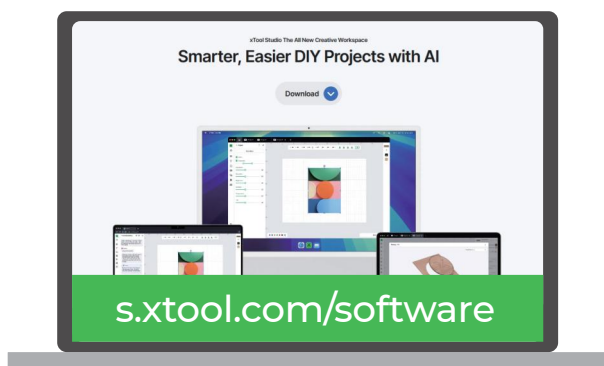 xTool Studio The All New Creative Workspace
Smarter, Easier DIY Projects with AI
Download
s.xtool.com/software